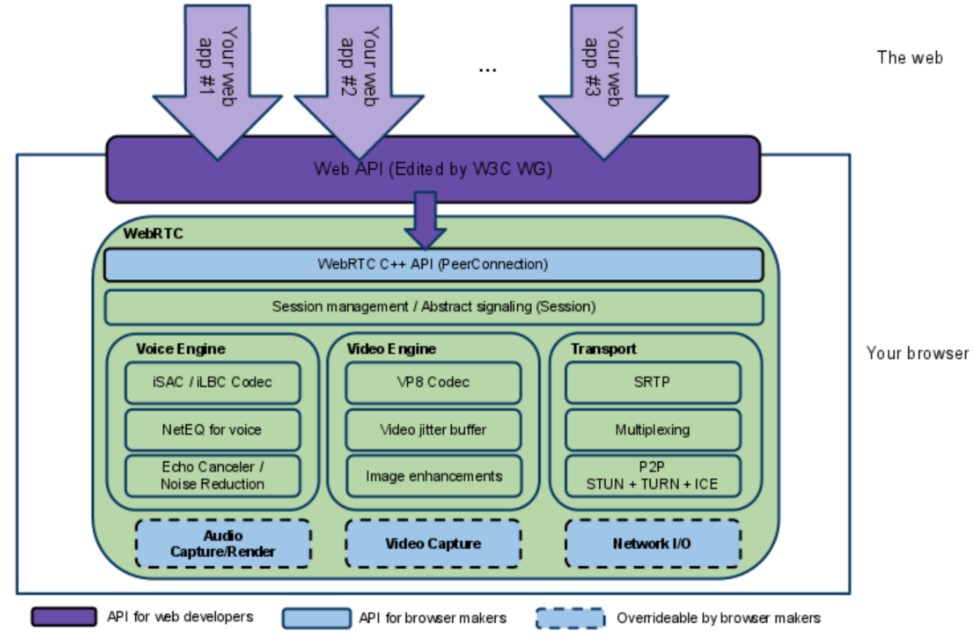 Your web
app #1
Your web
app #2
...
Your web
app #3
The web
Web API (Edited by W3C WG)
WebRTC
WebRTC C++ API (PeerConnection)
Session management / Abstract signaling (Session)
Your browser
Voice Engine
iSAC / iLBC Codec
NetEQ for voice
Echo Canceler /
Noise Reduction
Video Engine
VP8 Codec
Video jitter buffer
Image enhancements
Transport
SRTP
Multiplexing
P2P
STUN + TURN + ICE
Audio
Capture/Render
Video Capture
Network I/O
API for web developers
API for browser makers
Overrideable by browser makers